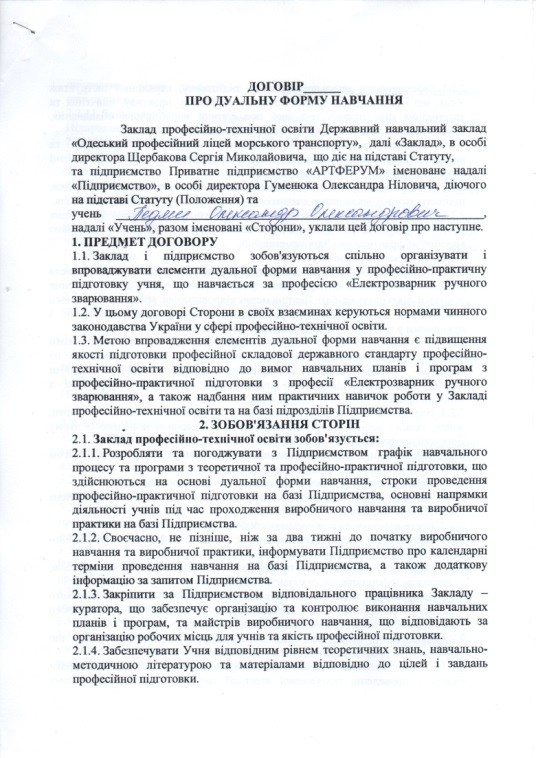 ДОГОВІР______
ПРО ДУАЛЬНУ ФОРМУ НАВЧАННЯ
Заклад професійно-технічної освіти Державний навчальний заклад
«Одеський професійний ліцей морського транспорту», далі «Заклад», в особі
директора Щербакова Сергія Миколайовича, що діє на підставі Статуту,
та підприємство Приватне підприємство «АРТФЕРУМ» іменоване надалі
«Підприємство», в особі директора Гуменюка Олександра Ніловича, діючого
на підставі Статуту (Положення) та
учень Олександр Олександрович,
надалі «Учень», разом іменовані «Сторони», уклали цей договір про наступне.
1. ПРЕДМЕТ ДОГОВОРУ
1.1. Заклад і підприємство зобов'язуються спільно організувати і
впроваджувати елементи дуальної форми навчання у професійно-практичну
підготовку учня, що навчається за професією «Електрозварник ручного
зварювання».
1.2. У цьому договорі Сторони в своїх взаєминах керуються нормами чинного
законодавства України у сфері професійно-технічної освіти.
1.3. Метою впровадження елементів дуальної форми навчання є підвищення
якості підготовки професійної складової державного стандарту професійно-
технічної освіти відповідно до вимог навчальних планів і програм з
професійно-практичної підготовки з професії «Електрозварник ручного
зварювання», а також надбання ним практичних навичок роботи у Закладі
професійно-технічної освіти та на базі підрозділів Підприємства.
2. ЗОБОВ'ЯЗАННЯ СТОРІН
2.1. Заклад професійно-технічної освіти зобов'язується:
2.1.1. Розробляти та погоджувати з Підприємством графік навчального
процесу та програми з теоретичної та професійно-практичної підготовки, що
здійснюються на основі дуальної форми навчання, строки проведення
професійно-практичної підготовки на базі Підприємства, основні напрямки
діяльності учнів під час проходження виробничого навчання та виробничої
практики на базі Підприємства.
2.1.2. Своєчасно, не пізніше, ніж за два тижні до початку виробничого
навчання та виробничої практики, інформувати Підприємство про календарні
терміни проведення навчання на базі Підприємства, а також додаткову
інформацію за запитом Підприємства.
2.1.3. Закріпити за Підприємством відповідального працівника Закладу –
куратора, що забезпечує організацію та контролює виконання навчальних
планів і програм, та майстрів виробничого навчання, що відповідають за
організацію робочих місць для учнів та якість професійної підготовки.
2.1.4. Забезпечувати Учня відповідним рівнем теоретичних знань, навчально-
методичною літературою та матеріалами відповідно до цілей і завдань
професійної підготовки.